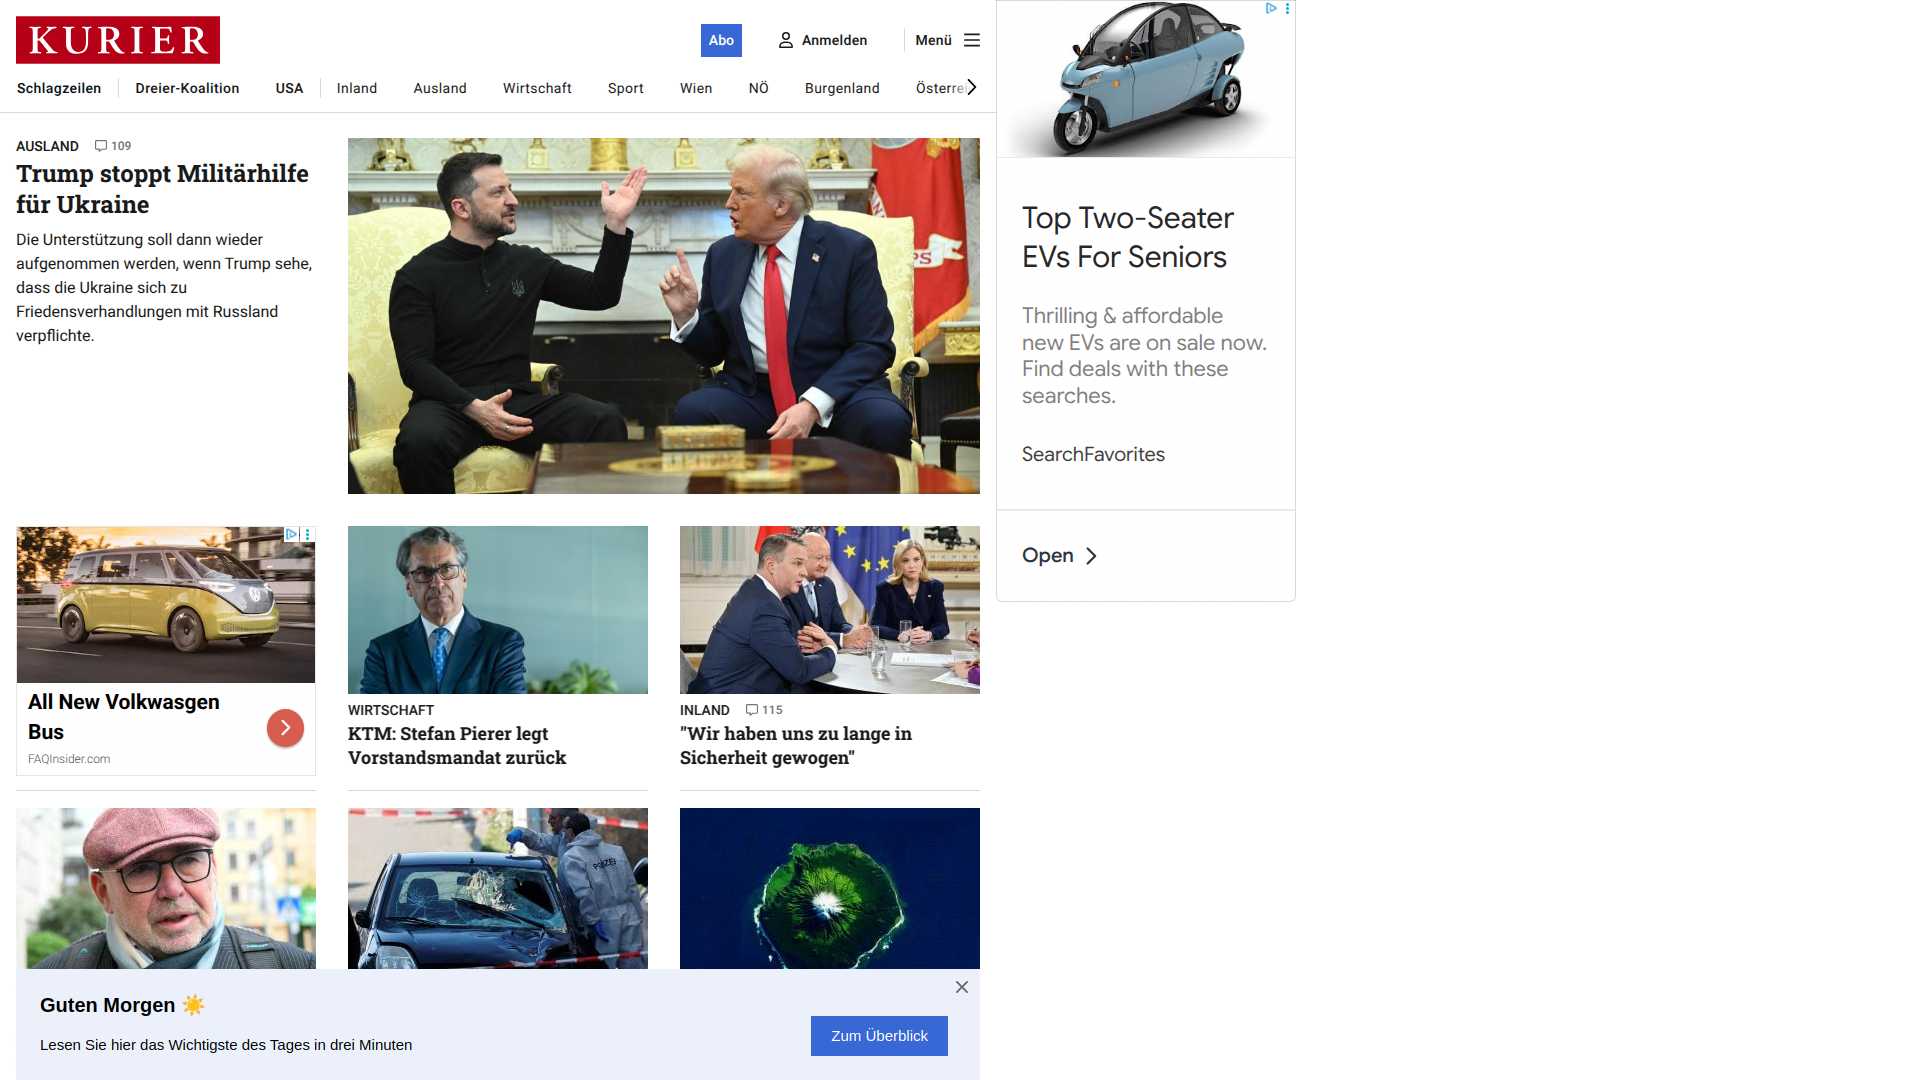 KURIER
Abo
Anmelden
Menü
Schlagzeilen
Dreier-Koalition
USA
Inland
Ausland
Wirtschaft
Sport
Wien
NÖ
Burgenland
Österre
AUSLAND
109
Trump stoppt Militärhilfe
für Ukraine
Die Unterstützung soll dann wieder
aufgenommen werden, wenn Trump sehe,
dass die Ukraine sich zu
Friedensverhandlungen mit Russland
verpflichte.
Top Two-Seater
EVs For Seniors
Thrilling & affordable
new EVs are on sale now.
Find deals with these
searches.
SearchFavorites
Open
All New Volkwasgen
Bus
FAQInsider.com
WIRTSCHAFT
KTM: Stefan Pierer legt
Vorstandsmandat zurück
INLAND
115
"Wir haben uns zu lange in
Sicherheit gewogen"
POLIZEI
Guten Morgen ☀️
Lesen Sie hier das Wichtigste des Tages in drei Minuten
Zum Überblick